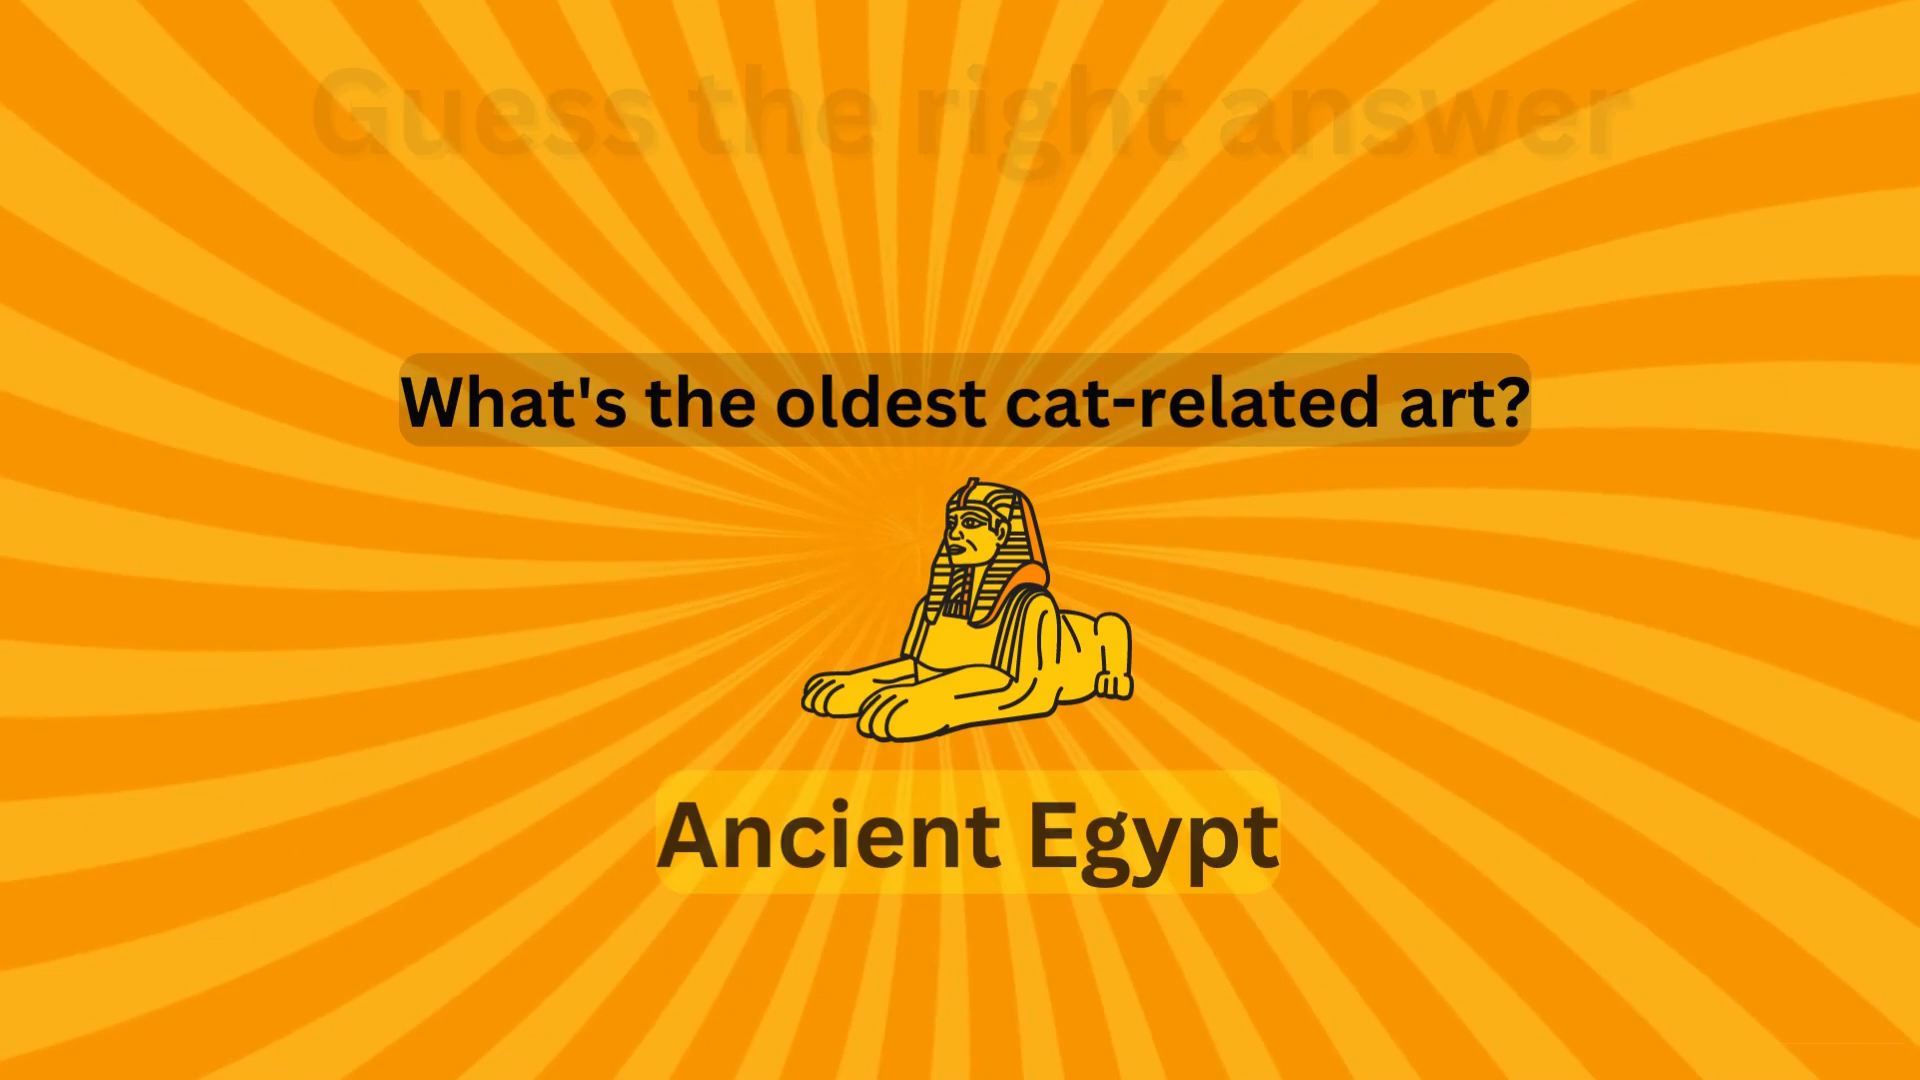 Guess the right answer
What's the oldest cat-related art?
Ancient Egypt